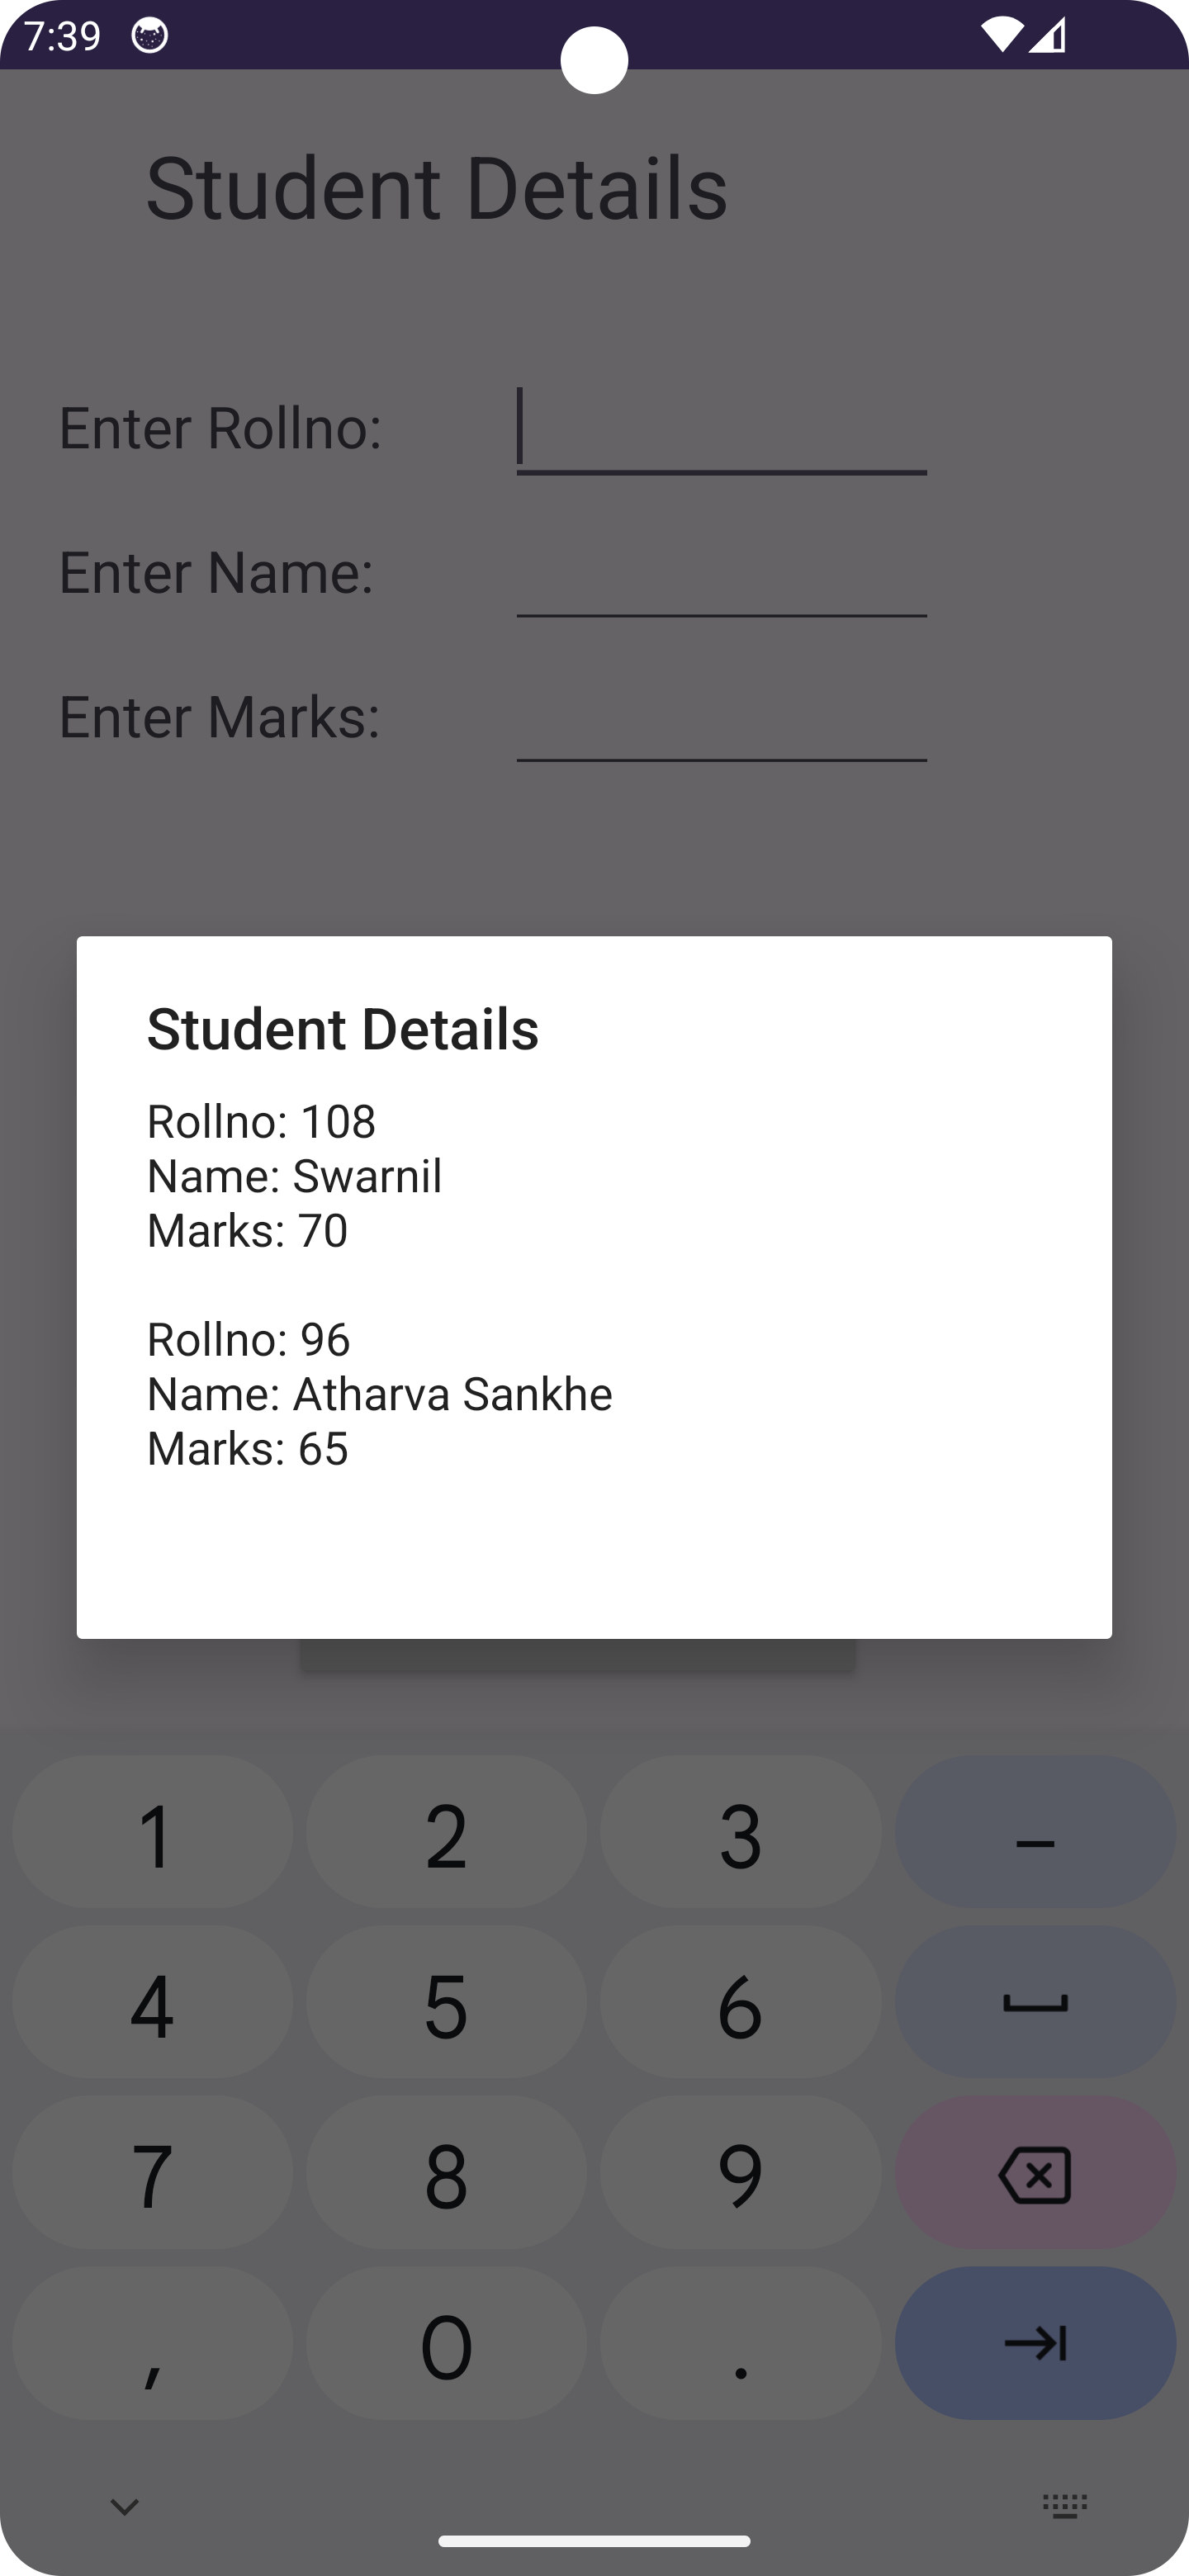 7:39
Student Details
Enter Rollno:
Enter Name:
Enter Marks:
Student Details
Rollno: 108
Name: Swarnil
Marks: 70
Rollno: 96
Name: Atharva Sankhe
Marks: 65
1 2 3 –
4 5 6
7 8 9
, 0 .